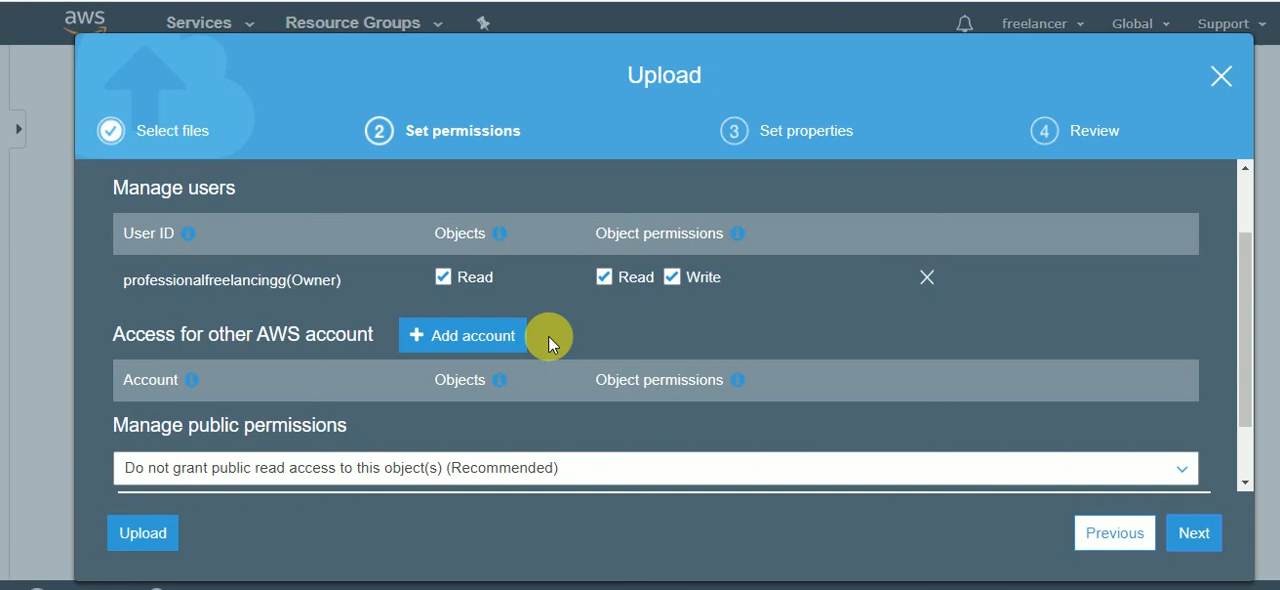 aws Services Resource Groups freelancer Global Support
Upload
Select files 2 Set permissions 3 Set properties 4 Review
Manage users
User ID Objects Object permissions
professionalfreelancingg(Owner) Read Read Write
Access for other AWS account + Add account
Account Objects Object permissions
Manage public permissions
Do not grant public read access to this object(s) (Recommended)
Upload Previous Next